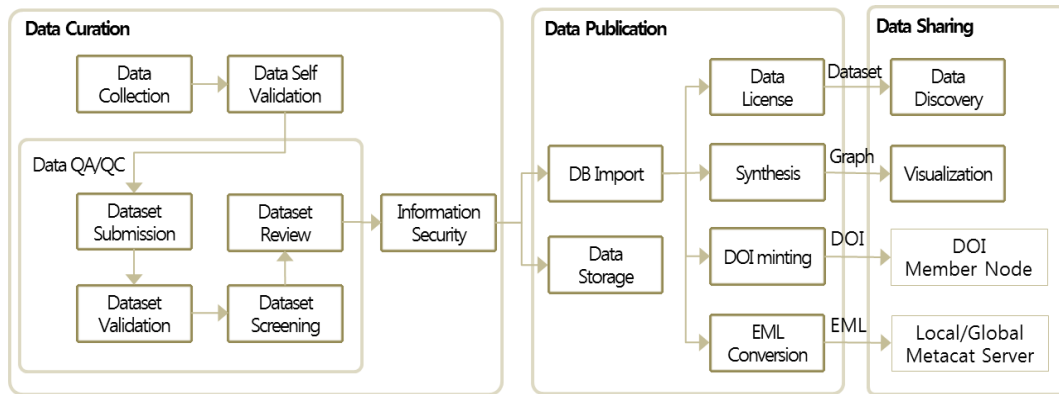 Data Curation
Data
Collection
Data Self
Validation
Data QA/QC
Dataset
Submission
Dataset
Validation
Dataset
Screening
Dataset
Review
Information
Security
Data Publication
DB Import
Data
Storage
Data
License
Synthesis
DOI minting
EML
Conversion
Dataset
Graph
DOI
EML
Data Sharing
Data
Discovery
Visualization
DOI
Member Node
Local/Global
Metacat Server